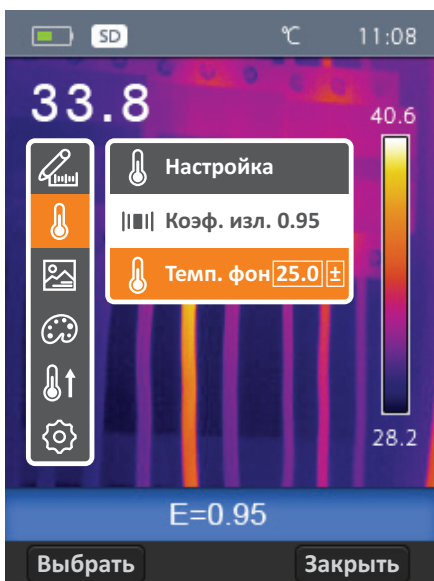 SD ℃ 11:08
33.8
40.6
Настройка
Коэф. изл. 0.95
Темп. фон 25.0 ±
28.2
E=0.95
Выбрать Закрыть